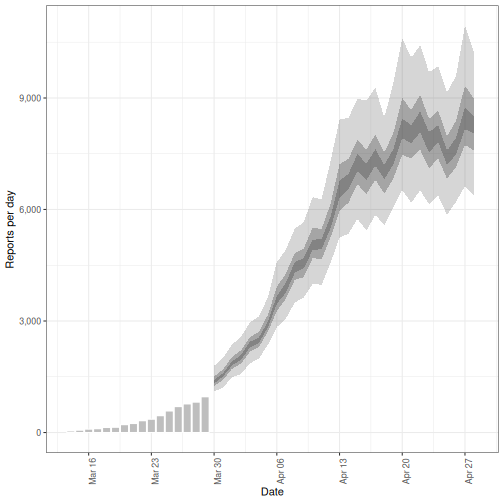 Reports per day
9,000
6,000
3,000
0
Mar 16
Mar 23
Mar 30
Apr 06
Apr 13
Apr 20
Apr 27
Date